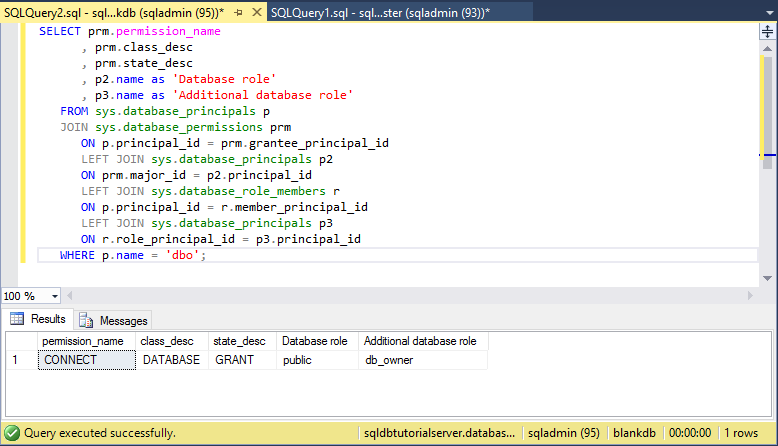 SQLQuery2.sql - sql...kdb (sqladmin (95))* SQLQuery1.sql - sql...ster (sqladmin (93))*
SELECT prm.permission_name
, prm.class_desc
, prm.state_desc
, p2.name as 'Database role'
, p3.name as 'Additional database role'
FROM sys.database_principals p
JOIN sys.database_permissions prm
ON p.principal_id = prm.grantee_principal_id
LEFT JOIN sys.database_principals p2
ON prm.major_id = p2.principal_id
LEFT JOIN sys.database_role_members r
ON p.principal_id = r.member_principal_id
LEFT JOIN sys.database_principals p3
ON r.role_principal_id = p3.principal_id
WHERE p.name = 'dbo';
100 %
Results Messages
permission_name class_desc state_desc Database role Additional database role
1 CONNECT DATABASE GRANT public db_owner
Query executed successfully. sqldbtutorialserver.databas... sqladmin (95) blankdb 00:00:00 1 rows